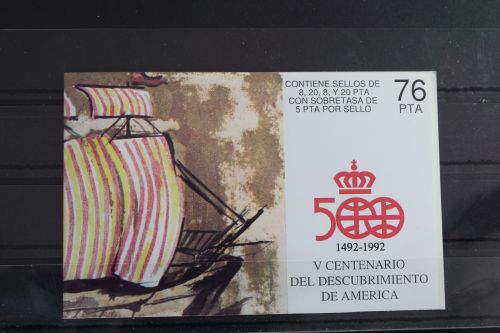 CONTIENE SELLOS DE
8, 20, 8, Y 20 PTA
CON SOBRETASA DE
5 PTA POR SELLO
76
PTA
500
1492-1992
V CENTENARIO
DEL DESCUBRIMIENTO
DE AMERICA